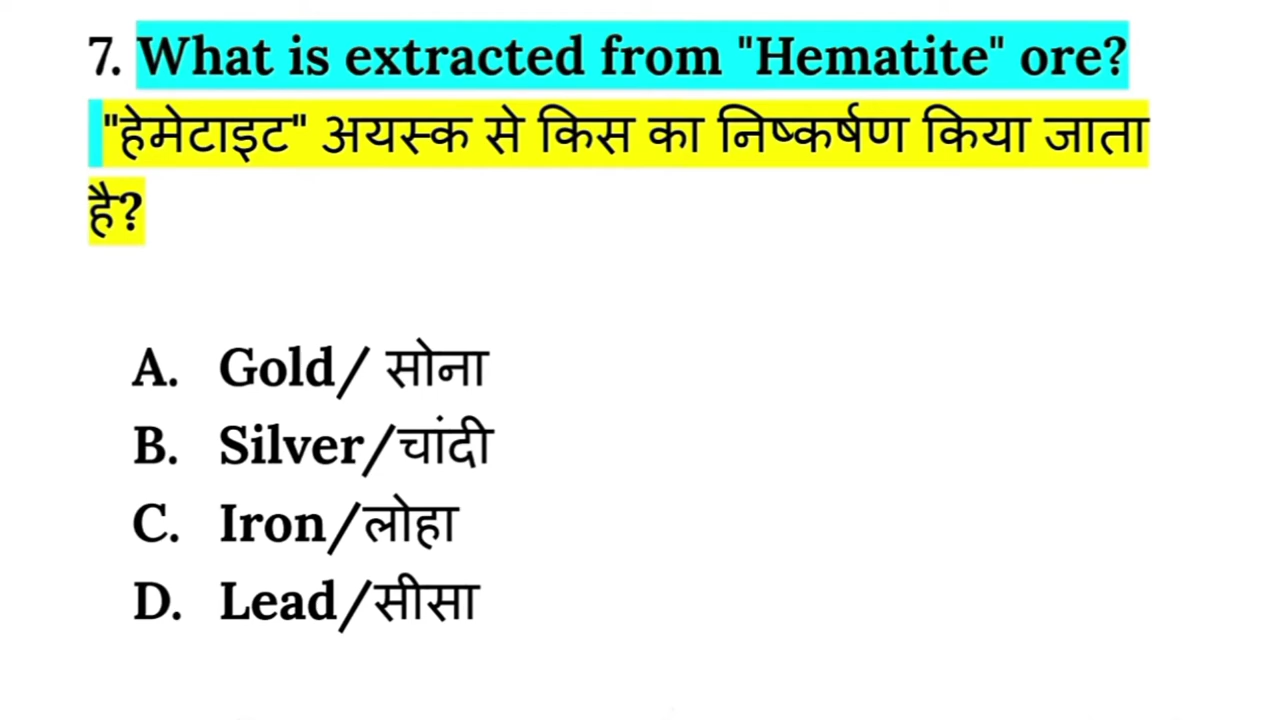 7. What is extracted from "Hematite" ore?
"हेमेटाइट" अयस्क से किस का निष्कर्षण किया जाता
है?
A. Gold/ सोना
B. Silver/चांदी
C. Iron/लोहा
D. Lead/सीसा